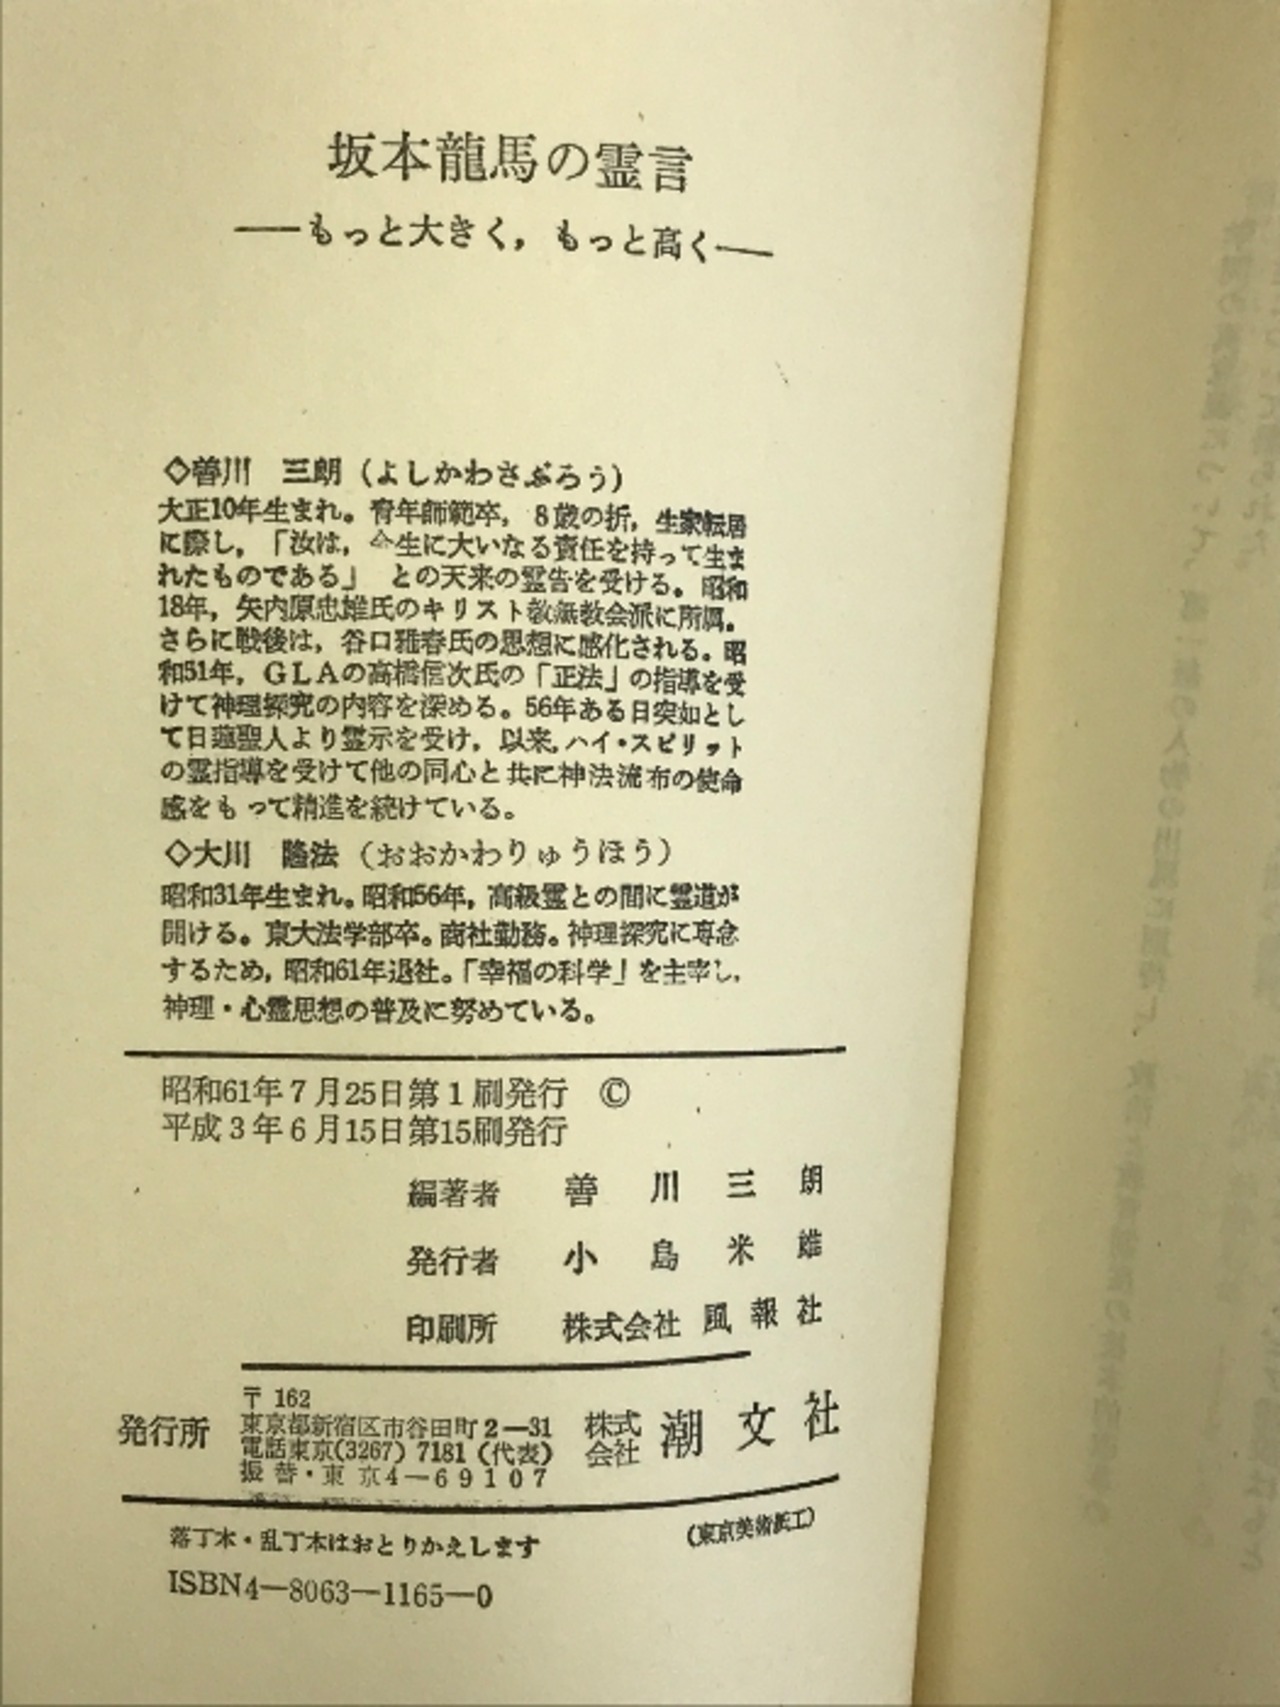 坂本龍馬の霊言
――もっと大きく，もっと高く――
◇善川　三朗（よしかわさぶろう）
大正10年生まれ。青年師範卒，8歳の折，生家転居
に際し，「汝は，今生に大いなる責任を持って生ま
れたものである」　との天来の霊告を受ける。昭和
18年，矢内原忠雄氏のキリスト教無教会派に所属。
さらに戦後は，谷口雅春氏の思想に感化される。昭
和51年，ＧＬＡの高橋信次氏の「正法」の指導を受
けて神理探究の内容を深める。56年ある日突如とし
て日蓮聖人より霊示を受け，以来，ハイ・スピリット
の霊指導を受けて他の同心と共に神法流布の使命
感をもって精進を続けている。
◇大川　隆法（おおかわりゅうほう）
昭和31年生まれ。昭和56年，高級霊との間に霊道が
開ける。東大法学部卒。商社勤務。神理探究に専念
するため，昭和61年退社。「幸福の科学」を主宰し，
神理・心霊思想の普及に努めている。
昭和61年7月25日第1刷発行　©
平成3年6月15日第15刷発行
編著者　善川三朗
発行者　小島米雄
印刷所　株式会社 風報社
発行所
〒162
東京都新宿区市谷田町2―31
電話東京(3267) 7181 (代表)
振替・東京4―69107
株式会社 潮文社
落丁本・乱丁本はおとりかえします
（東京美術紙工）
ISBN4―8063―1165―0